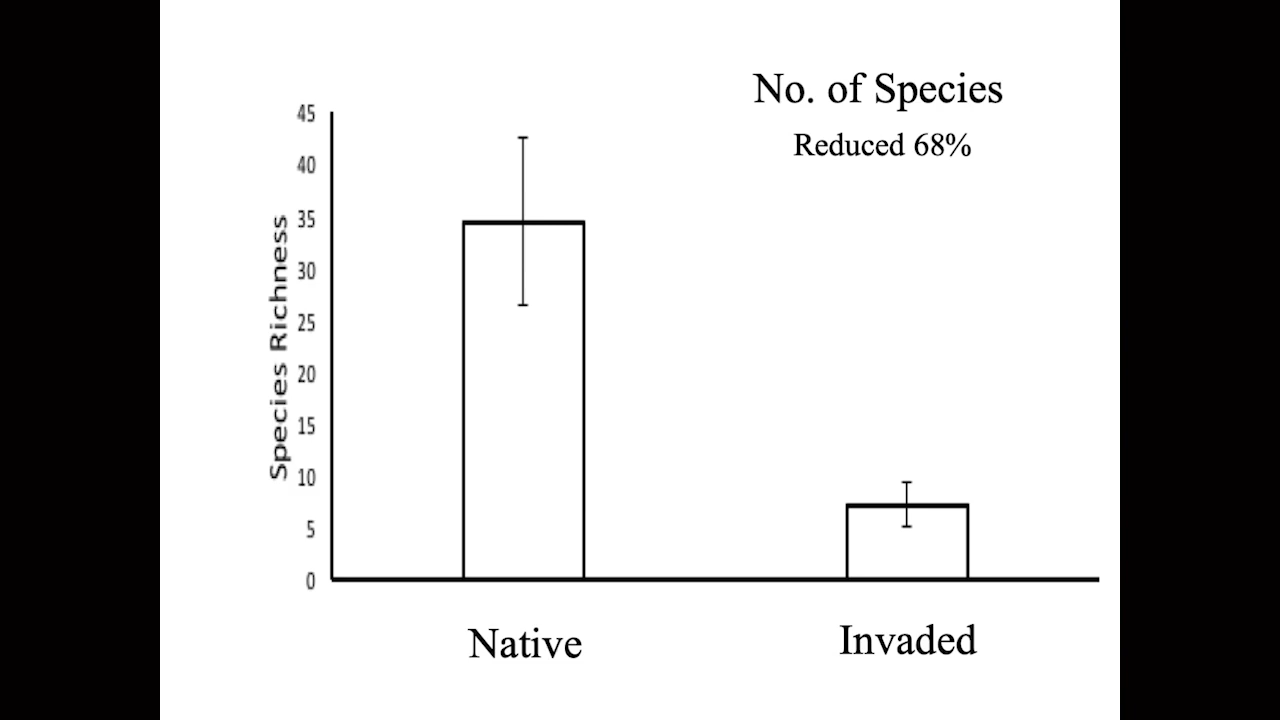 No. of Species
Reduced 68%
45
40
35
30
25
20
15
10
5
0
Species Richness
Native
Invaded